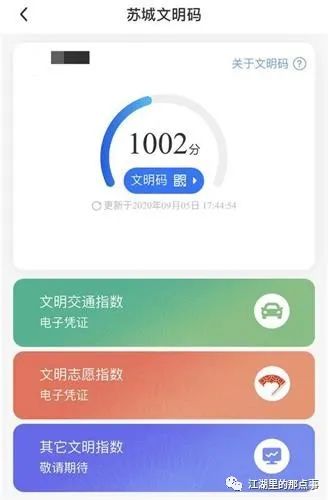 苏城文明码
关于文明码 ?
1002分
文明码
更新于2020年09月05日 17:44:54
文明交通指数
电子凭证
文明志愿指数
电子凭证
其它文明指数
敬请期待
江湖里的那点事